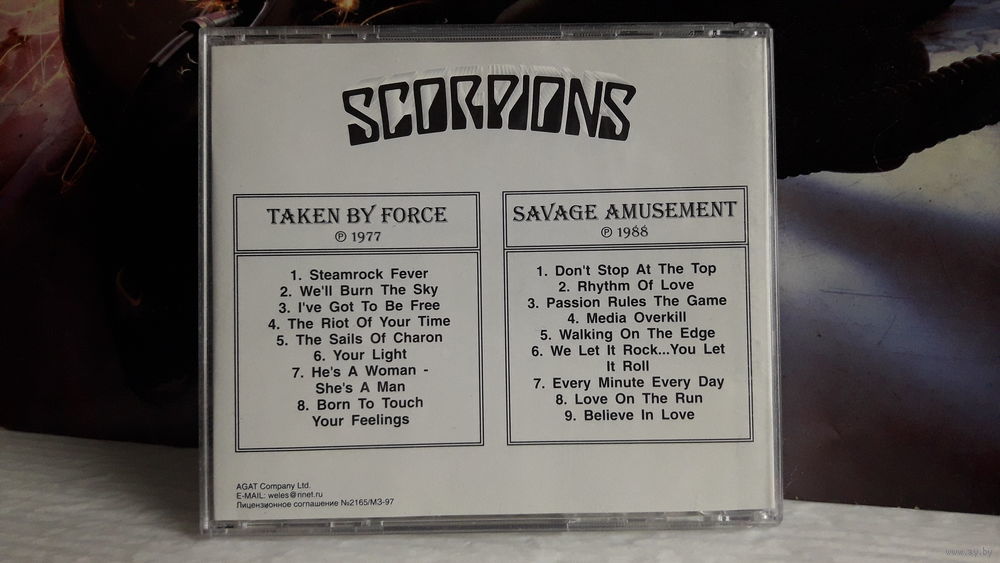 SCORPIONS
TAKEN BY FORCE
℗ 1977
1. Steamrock Fever
2. We'll Burn The Sky
3. I've Got To Be Free
4. The Riot Of Your Time
5. The Sails Of Charon
6. Your Light
7. He's A Woman -
She's A Man
8. Born To Touch
Your Feelings
SAVAGE AMUSEMENT
℗ 1988
1. Don't Stop At The Top
2. Rhythm Of Love
3. Passion Rules The Game
4. Media Overkill
5. Walking On The Edge
6. We Let It Rock...You Let
It Roll
7. Every Minute Every Day
8. Love On The Run
9. Believe In Love
AGAT Company Ltd.
E-MAIL: weles@nnet.ru
Лицензионное соглашение №2165/МЗ-97
www.ay.by